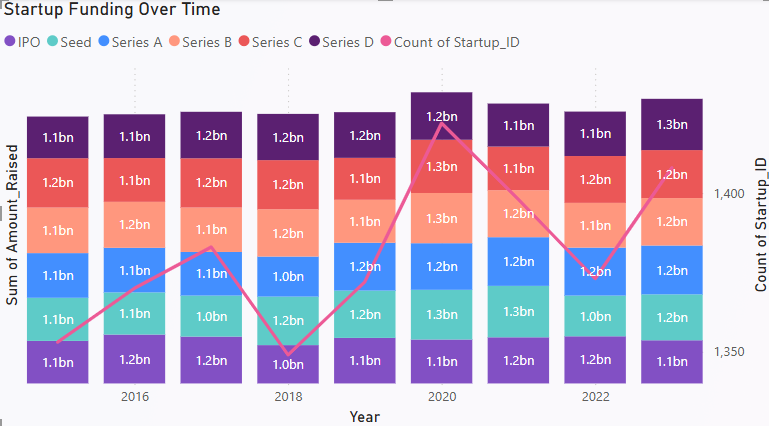 Startup Funding Over Time
IPO Seed Series A Series B Series C Series D Count of Startup_ID
Sum of Amount_Raised
1.1bn 1.1bn 1.2bn 1.2bn 1.2bn 1.2bn 1.1bn 1.1bn 1.3bn
1.2bn 1.1bn 1.2bn 1.2bn 1.1bn 1.3bn 1.1bn 1.2bn 1.2bn
1.1bn 1.2bn 1.1bn 1.2bn 1.1bn 1.3bn 1.2bn 1.1bn 1.2bn
1.1bn 1.1bn 1.1bn 1.0bn 1.2bn 1.2bn 1.2bn 1.2bn 1.2bn
1.1bn 1.1bn 1.0bn 1.2bn 1.2bn 1.3bn 1.3bn 1.0bn 1.2bn
1.1bn 1.2bn 1.2bn 1.0bn 1.1bn 1.1bn 1.2bn 1.2bn 1.1bn
1,400
1,350
Count of Startup_ID
2016 2018 2020 2022
Year